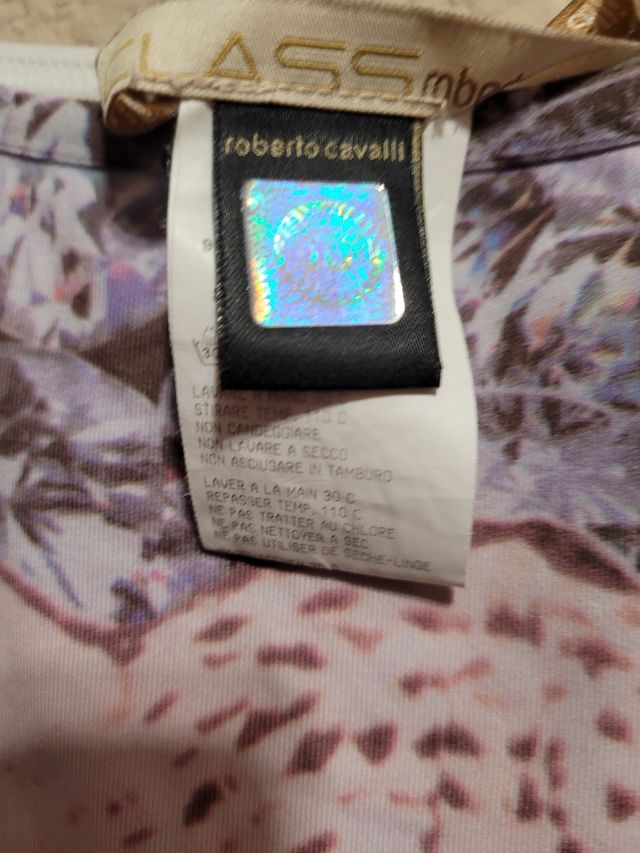 CLASS
roberto cavalli
30
STIRARE TEMP. 110 C
NON CANDEGGIARE
NON LAVARE A SECCO
NON ASCIUGARE IN TAMBURO
LAVER A LA MAIN 30 C
REPASSER TEMP. 110 C
NE PAS TRAITER AU CHLORE
NE PAS NETTOYER A SEC
NE PAS UTILISER DE SECHE-LINGE